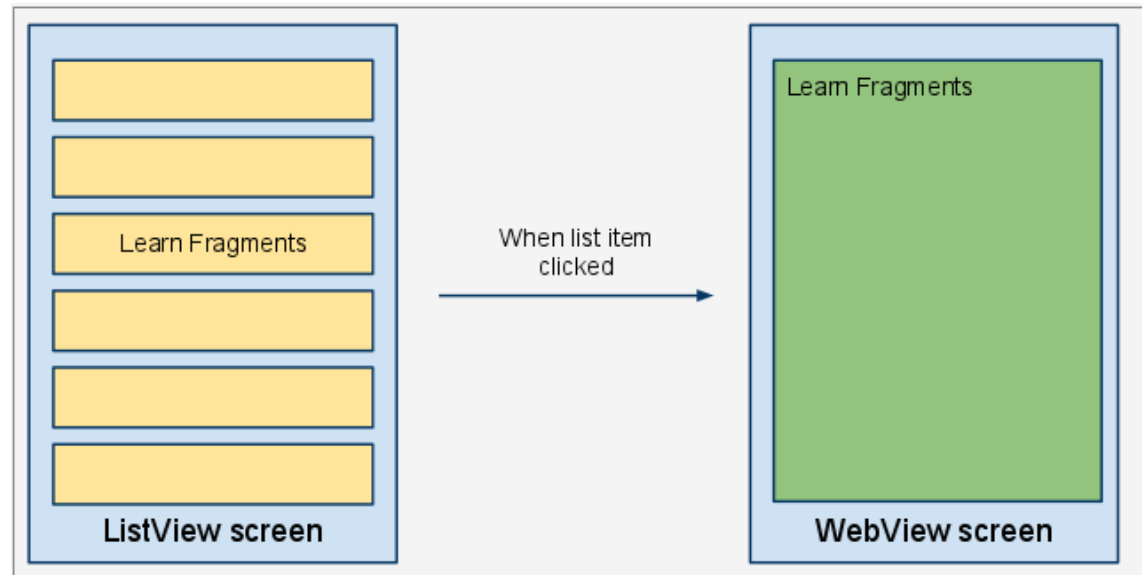 Learn Fragments
ListView screen
When list item
clicked
Learn Fragments
WebView screen